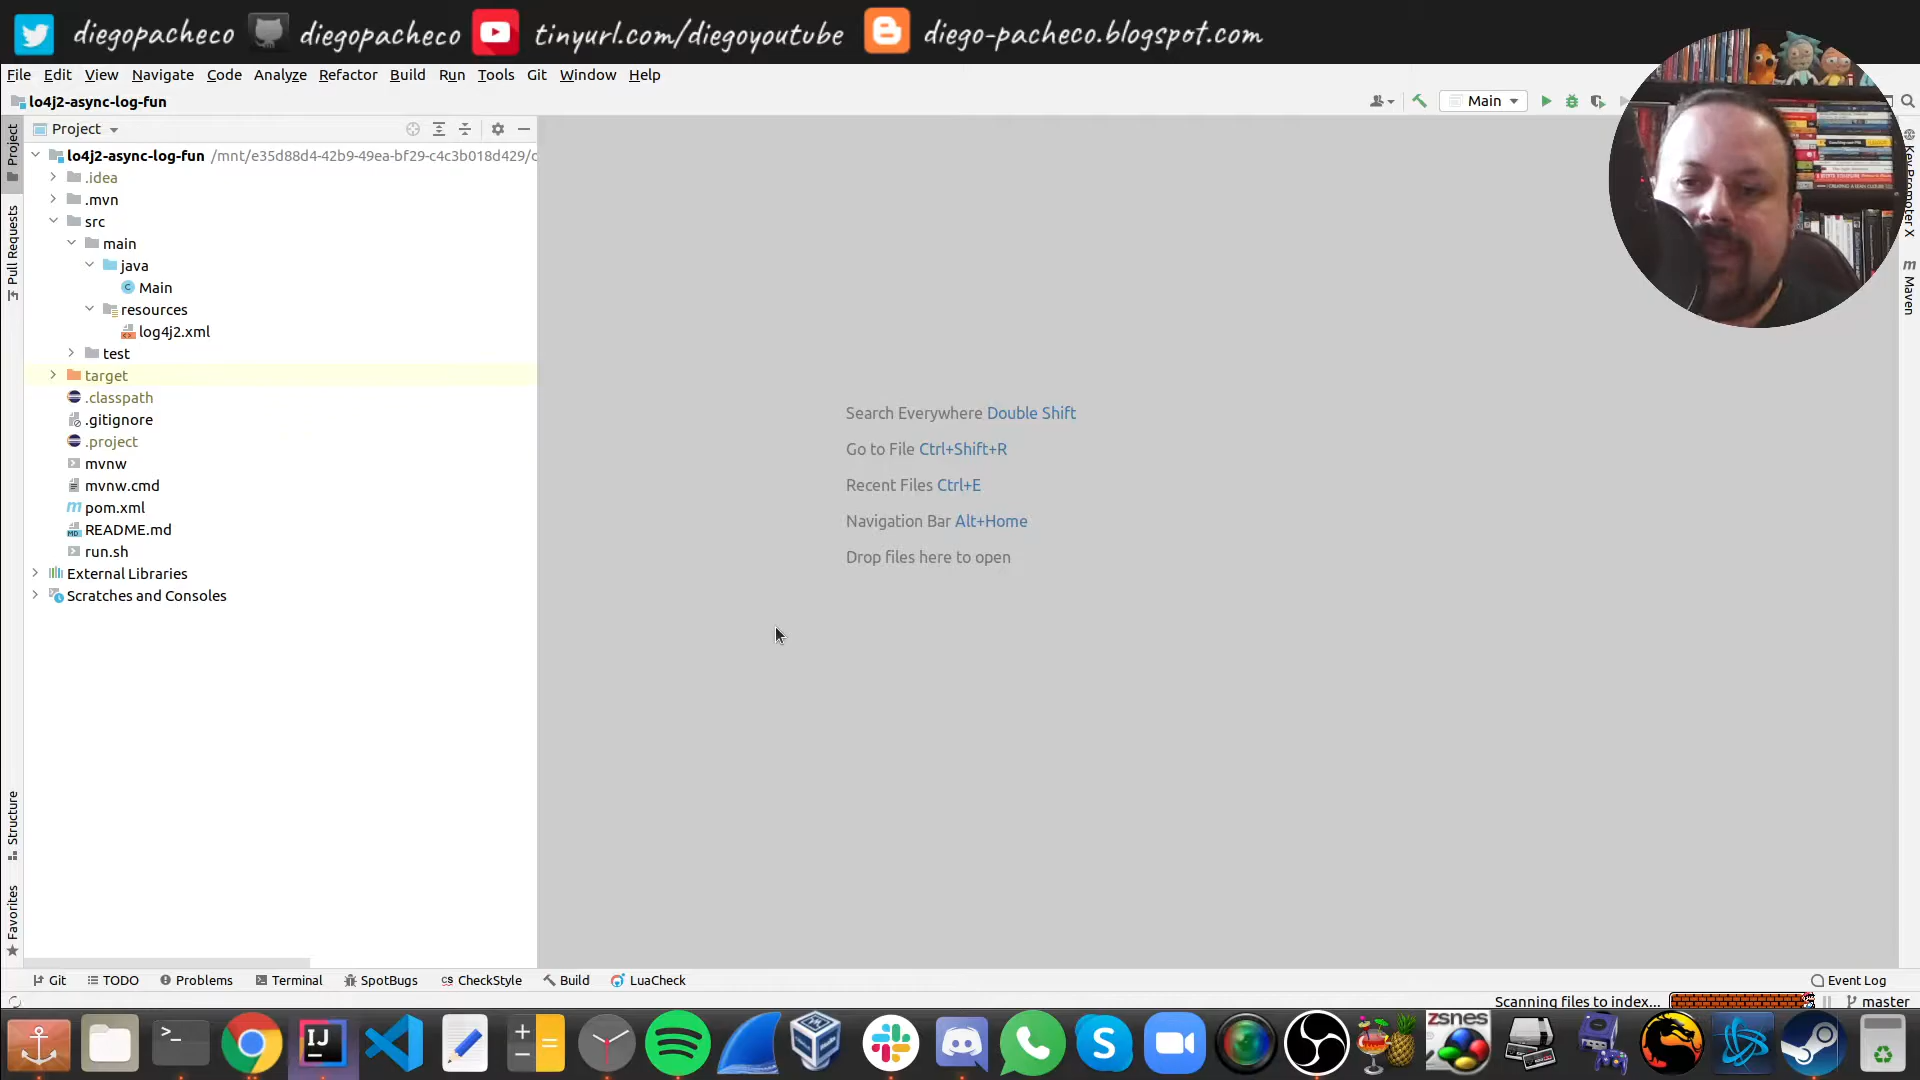 diegopacheco diegopacheco tinyurl.com/diegoyoutube diego-pacheco.blogspot.com
File Edit View Navigate Code Analyze Refactor Build Run Tools Git Window Help
lo4j2-async-log-fun
Main
Project
lo4j2-async-log-fun /mnt/e35d88d4-42b9-49ea-bf29-c4c3b018d429/
.idea
.mvn
src
main
java
Main
resources
log4j2.xml
test
target
.classpath
.gitignore
.project
mvnw
mvnw.cmd
pom.xml
README.md
run.sh
External Libraries
Scratches and Consoles
Project
Pull Requests
Structure
Favorites
Search Everywhere Double Shift
Go to File Ctrl+Shift+R
Recent Files Ctrl+E
Navigation Bar Alt+Home
Drop files here to open
Key Promoter X
Maven
Git TODO Problems Terminal SpotBugs CheckStyle Build LuaCheck Event Log
Scanning files to index... master
ZSNES